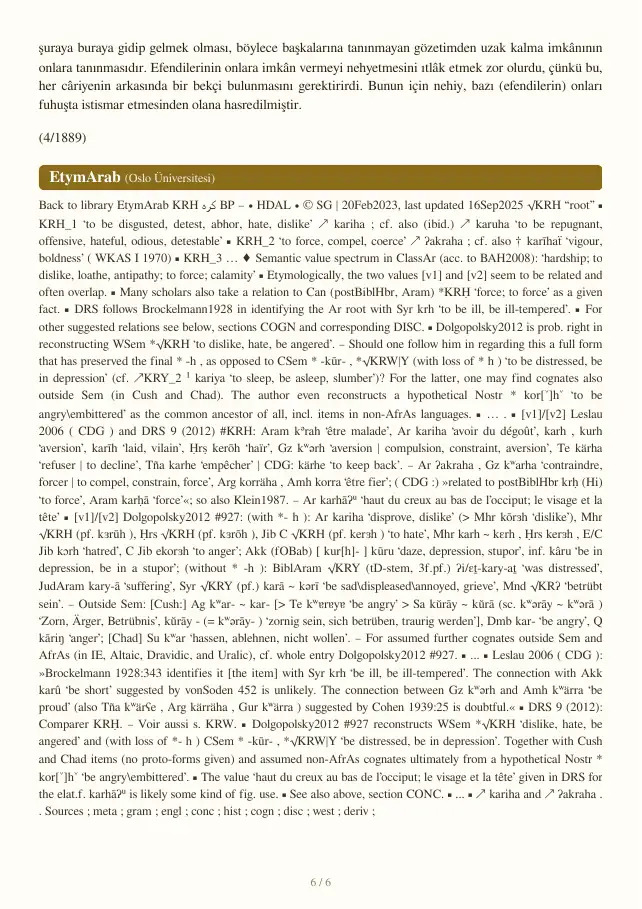 şuraya buraya gidip gelmek olması, böylece başkalarına tanınmayan gözetimden uzak kalma imkânının
onlara tanınmasıdır. Efendilerinin onlara imkân vermeyi nehyetmesini ıtlâk etmek zor olurdu, çünkü bu,
her câriyenin arkasında bir bekçi bulunmasını gerektirirdi. Bunun için nehiy, bazı (efendilerin) onları
fuhuşta istismar etmesinden olana hasredilmiştir.
(4/1889)
EtymArab (Oslo Üniversitesi)
Back to library EtymArab KRH كره BP – • HDAL • © SG | 20Feb2023, last updated 16Sep2025 √KRH “root” ▪
KRH_1 ‘to be disgusted, detest, abhor, hate, dislike’ ↗ kariha ; cf. also (ibid.) ↗ karuha ‘to be repugnant,
offensive, hateful, odious, detestable’ ▪ KRH_2 ‘to force, compel, coerce’ ↗ ʔakraha ; cf. also † karīhaẗ ‘vigour,
boldness’ ( WKAS I 1970) ▪ KRH_3 … ♦ Semantic value spectrum in ClassAr (acc. to BAH2008): ‘hardship; to
dislike, loathe, antipathy; to force; calamity’ ▪ Etymologically, the two values [v1] and [v2] seem to be related and
often overlap. ▪ Many scholars also take a relation to Can (postBiblHbr, Aram) *KRḤ ‘force; to force’ as a given
fact. ▪ DRS follows Brockelmann1928 in identifying the Ar root with Syr krh ‘to be ill, be ill-tempered’. ▪ For
other suggested relations see below, sections COGN and corresponding DISC. ▪ Dolgopolsky2012 is prob. right in
reconstructing WSem *√KRH ‘to dislike, hate, be angered’. – Should one follow him in regarding this a full form
that has preserved the final * -h , as opposed to CSem * -kūr- , *√KRW|Y (with loss of * h ) ‘to be distressed, be
in depression’ (cf. ↗KRY_2 ¹ kariya ‘to sleep, be asleep, slumber’)? For the latter, one may find cognates also
outside Sem (in Cush and Chad). The author even reconstructs a hypothetical Nostr * kor[ˇ]h˅ ‘to be
angry\embittered’ as the common ancestor of all, incl. items in non-AfrAs languages. ▪ … . ▪ [v1]/[v2] Leslau
2006 ( CDG ) and DRS 9 (2012) #KRH: Aram kᵊrah ‘être malade’, Ar kariha ‘avoir du dégoût’, karh , kurh
‘aversion’, karīh ‘laid, vilain’, Ḥrṣ kerōh ‘haïr’, Gz kʷərh ‘aversion | compulsion, constraint, aversion’, Te kärha
‘refuser | to decline’, Tña karhe ‘empêcher’ | CDG: kärhe ‘to keep back’. – Ar ʔakraha , Gz kʷarha ‘contraindre,
forcer | to compel, constrain, force’, Arg korräha , Amh korra ‘être fier’; ( CDG :) »related to postBiblHbr krḥ (Hi)
‘to force’, Aram karḥā ‘force’«; so also Klein1987. – Ar karhāʔᵘ ‘haut du creux au bas de l’occiput; le visage et la
tête’ ▪ [v1]/[v2] Dolgopolsky2012 #927: (with *- h ): Ar kariha ‘disprove, dislike’ (> Mhr kōrəh ‘dislike’), Mhr
√KRH (pf. kɜrūh ), Ḥrs √KRH (pf. kɜrōh ), Jib C √KRH (pf. kerɜh ) ‘to hate’, Mhr karh ~ kɛrh , Ḥrs kerɜh , E/C
Jib kɔrh ‘hatred’, C Jib ekorɜh ‘to anger’; Akk (fOBab) [ kur[h]- ] kūru ‘daze, depression, stupor’, inf. kâru ‘be in
depression, be in a stupor’; (without * -h ): BiblAram √KRY (tD-stem, 3f.pf.) ʔi/ɛṯ-kary-aṯ ‘was distressed’,
JudAram kary-ā ‘suffering’, Syr √KRY (pf.) karā ~ kərī ‘be sad\displeased\annoyed, grieve’, Mnd √KRʔ ‘betrübt
sein’. – Outside Sem: [Cush:] Ag kʷar- ~ kar- [> Te kʷɐrɐyɐ ‘be angry’ > Sa kūrāy ~ kūrā (sc. kʷərāy ~ kʷərā )
‘Zorn, Ärger, Betrübnis’, kūrāy - (= kʷərāy- ) ‘zornig sein, sich betrüben, traurig werden’], Dmb kar- ‘be angry’, Q
kāriŋ ‘anger’; [Chad] Su kʷar ‘hassen, ablehnen, nicht wollen’. – For assumed further cognates outside Sem and
AfrAs (in IE, Altaic, Dravidic, and Uralic), cf. whole entry Dolgopolsky2012 #927. ▪ ... ▪ Leslau 2006 ( CDG ):
»Brockelmann 1928:343 identifies it [the item] with Syr krh ‘be ill, be ill-tempered’. The connection with Akk
karû ‘be short’ suggested by vonSoden 452 is unlikely. The connection between Gz kʷərh and Amh kʷärra ‘be
proud’ (also Tña kʷärʕe , Arg kärräha , Gur kʷärra ) suggested by Cohen 1939:25 is doubtful.« ▪ DRS 9 (2012):
Comparer KRḤ. – Voir aussi s. KRW. ▪ Dolgopolsky2012 #927 reconstructs WSem *√KRH ‘dislike, hate, be
angered’ and (with loss of *- h ) CSem * -kūr- , *√KRW|Y ‘be distressed, be in depression’. Together with Cush
and Chad items (no proto-forms given) and assumed non-AfrAs cognates ultimately from a hypothetical Nostr *
kor[ˇ]h˅ ‘be angry\embittered’. ▪ The value ‘haut du creux au bas de l’occiput; le visage et la tête’ given in DRS for
the elat.f. karhāʔᵘ is likely some kind of fig. use. ▪ See also above, section CONC. ▪ ... ▪ ↗ kariha and ↗ ʔakraha .
. Sources ; meta ; gram ; engl ; conc ; hist ; cogn ; disc ; west ; deriv ;
6 / 6